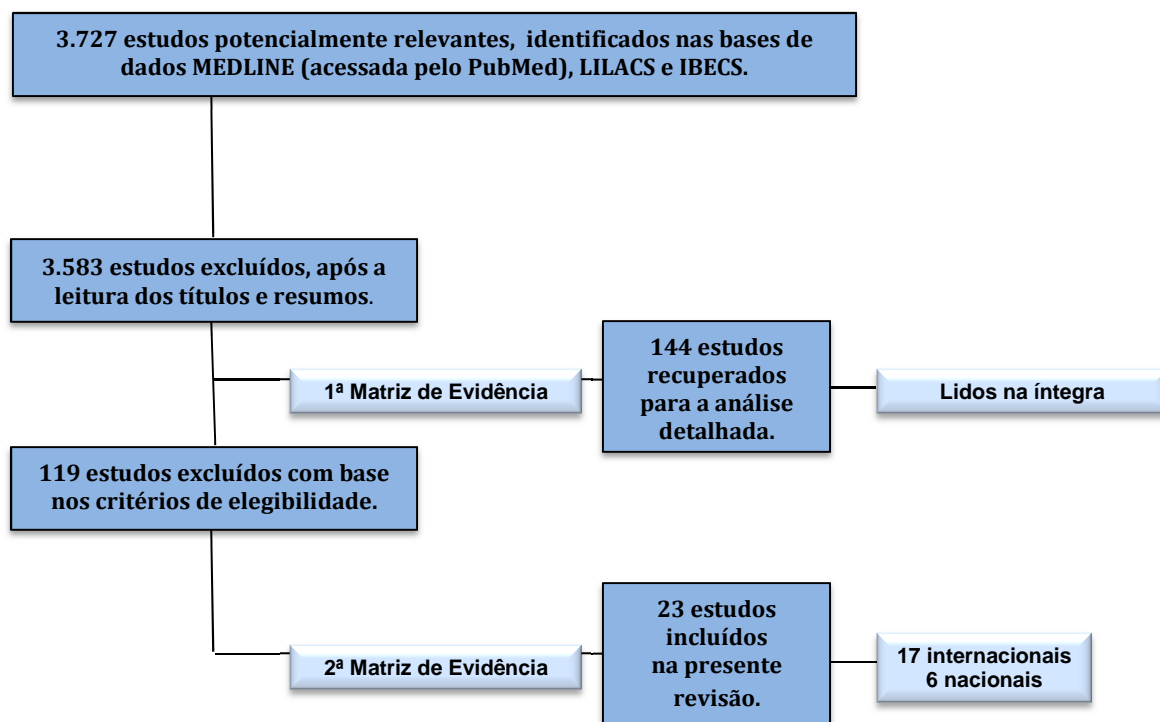 3.727 estudos potencialmente relevantes, identificados nas bases de
dados MEDLINE (acessada pelo PubMed), LILACS e IBECS.
3.583 estudos excluídos, após a
leitura dos títulos e resumos.
1ª Matriz de Evidência
144 estudos
recuperados
para a análise
detalhada.
Lidos na íntegra
119 estudos excluídos com base
nos critérios de elegibilidade.
2ª Matriz de Evidência
23 estudos
incluídos
na presente
revisão.
17 internacionais
6 nacionais